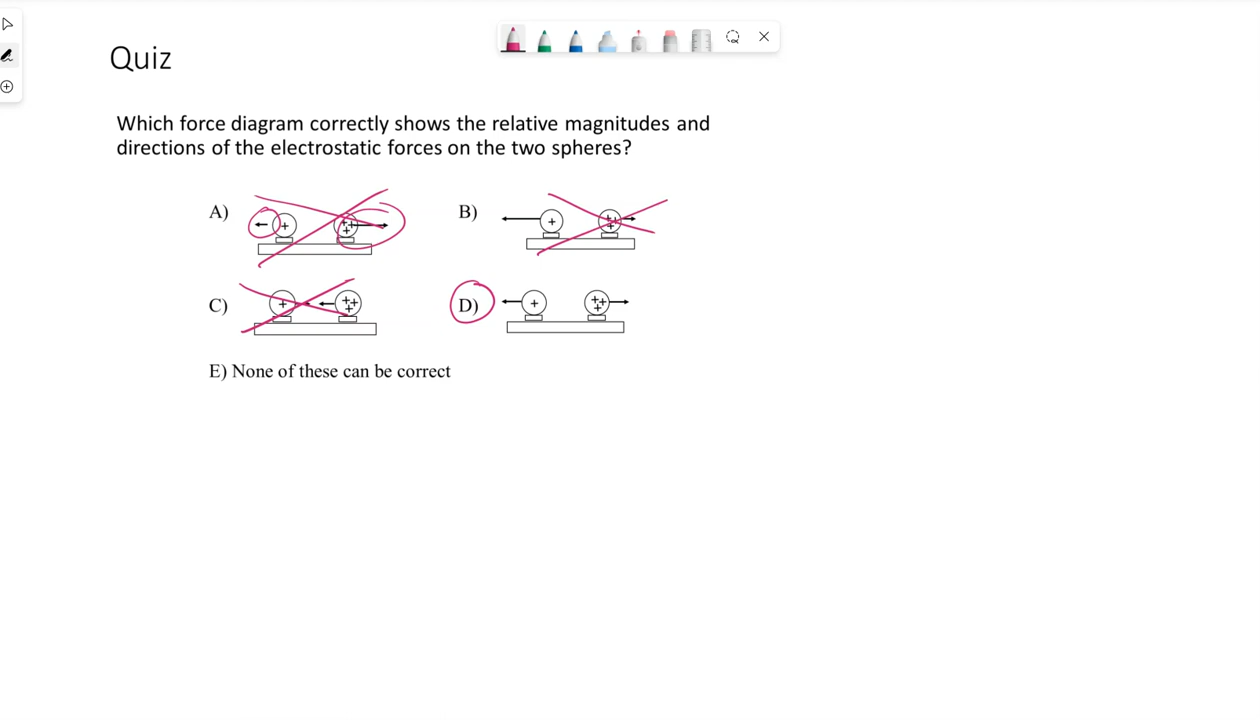 Quiz
Which force diagram correctly shows the relative magnitudes and
directions of the electrostatic forces on the two spheres?
A)
+
+ +
+
B)
+
+ +
+
C)
+
+ +
+
D)
+
+ +
+
E) None of these can be correct